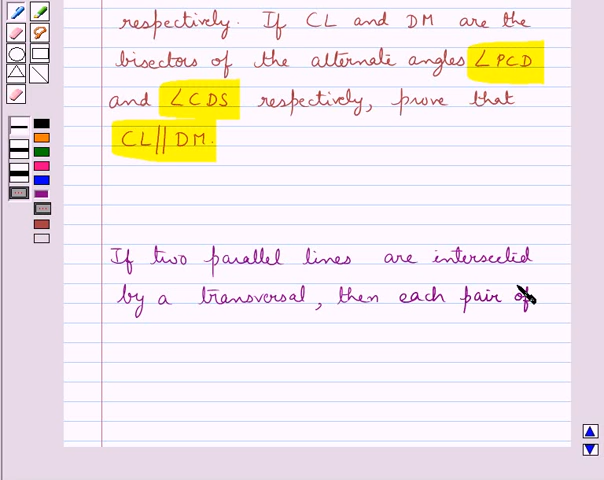 respectively. If CL and DM are the
bisectors of the alternate angles ∠PCD
and ∠CDS respectively, prove that
CL||DM.
If two parallel lines are intersected
by a transversal, then each pair of